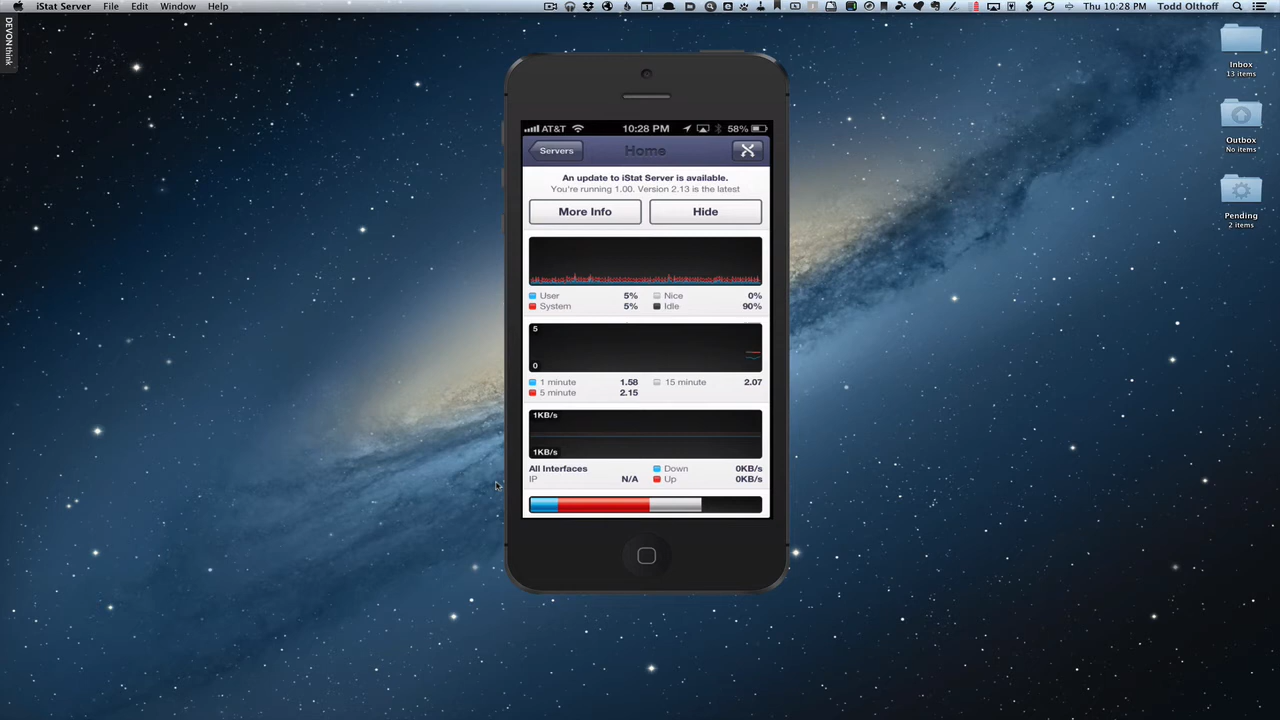 iStat Server File Edit Window Help Thu 10:28 PM Todd Olthoff
DEVONthink
Inbox
13 items
Outbox
No items
Pending
2 items
AT&T 10:28 PM 58%
Servers Home
An update to iStat Server is available.
You're running 1.00. Version 2.13 is the latest
More Info Hide
User 5% Nice 0%
System 5% Idle 90%
5
0
1 minute 1.58 15 minute 2.07
5 minute 2.15
1KB/s
1KB/s
All Interfaces Down 0KB/s
IP N/A Up 0KB/s